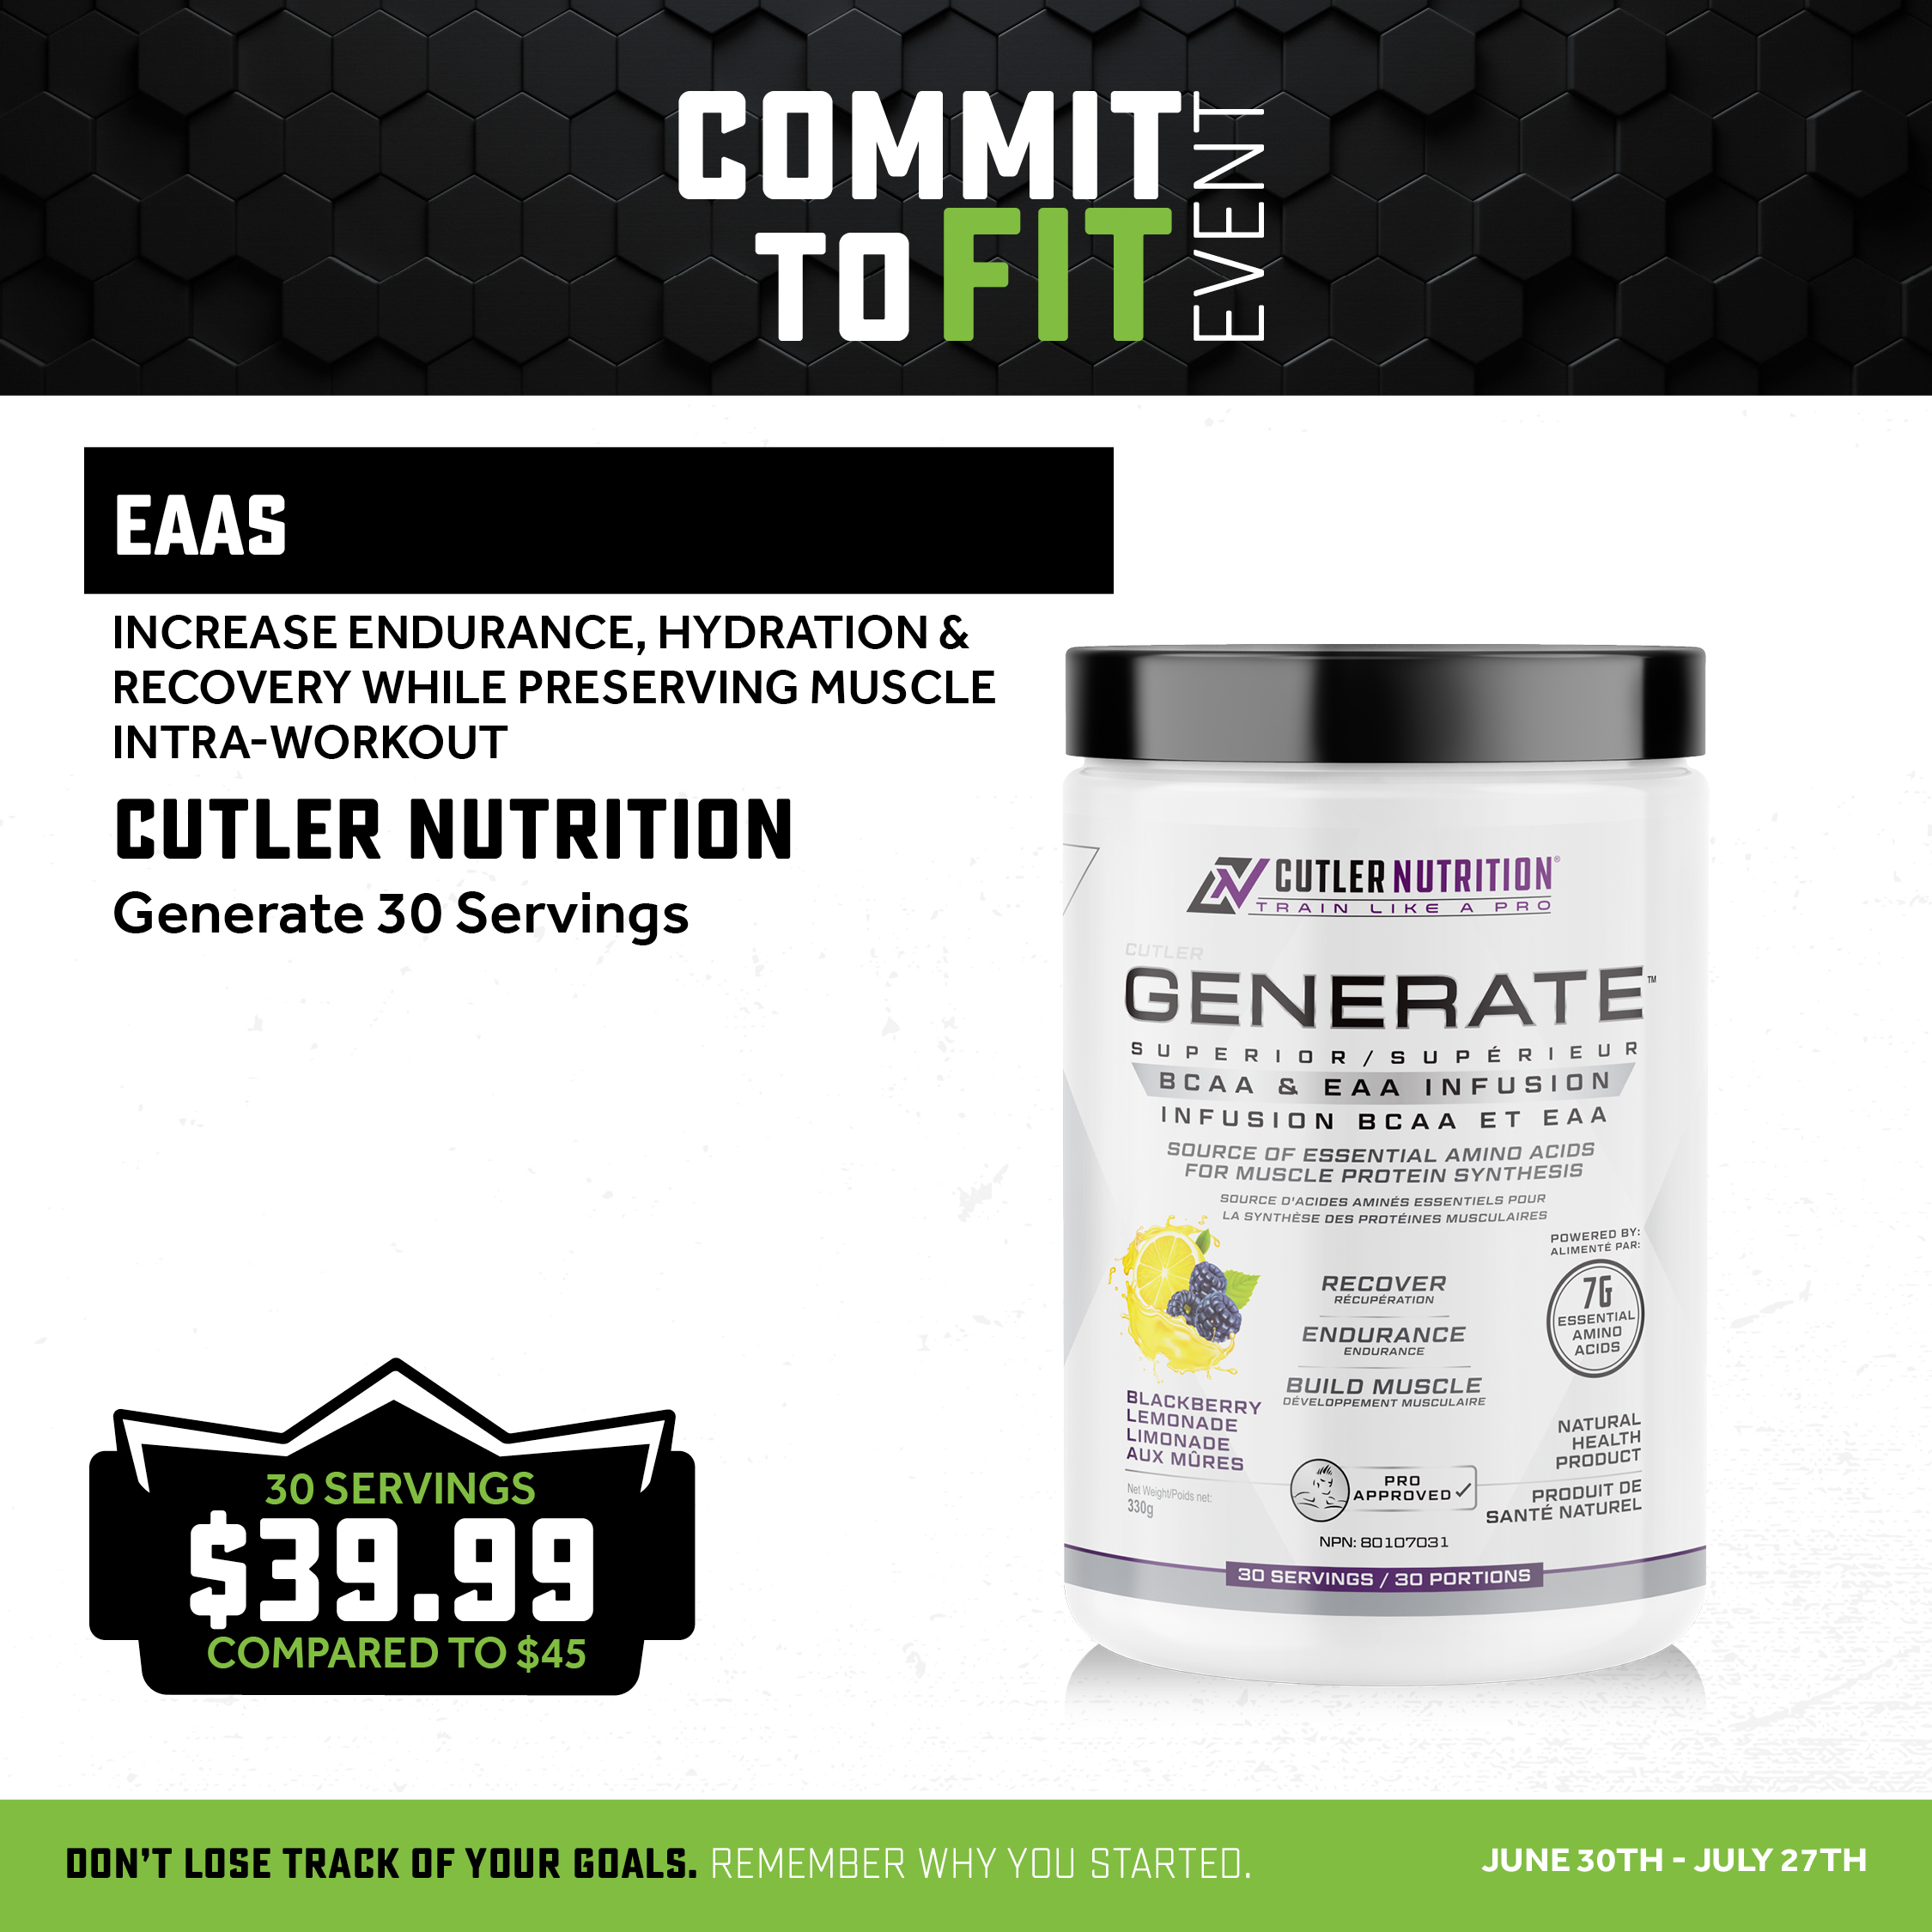 COMMIT
TO FIT
EVENT
EAAS
INCREASE ENDURANCE, HYDRATION &
RECOVERY WHILE PRESERVING MUSCLE
INTRA-WORKOUT
CUTLER NUTRITION
Generate 30 Servings
CUTLER NUTRITION®
TRAIN LIKE A PRO
CUTLER
GENERATE™
SUPERIOR / SUPÉRIEUR
BCAA & EAA INFUSION
INFUSION BCAA ET EAA
SOURCE OF ESSENTIAL AMINO ACIDS
FOR MUSCLE PROTEIN SYNTHESIS
SOURCE D'ACIDES AMINÉS ESSENTIELS POUR
LA SYNTHÈSE DES PROTÉINES MUSCULAIRES
POWERED BY:
ALIMENTÉ PAR:
7G
ESSENTIAL
AMINO
ACIDS
RECOVER
RÉCUPÉRATION
ENDURANCE
ENDURANCE
BUILD MUSCLE
DÉVELOPPEMENT MUSCULAIRE
BLACKBERRY
LEMONADE
LIMONADE
AUX MÛRES
Net Weight/Poids net:
330g
PRO
APPROVED
NATURAL
HEALTH
PRODUCT
PRODUIT DE
SANTÉ NATUREL
NPN: 80107031
30 SERVINGS / 30 PORTIONS
30 SERVINGS
$39.99
COMPARED TO $45
DON'T LOSE TRACK OF YOUR GOALS. REMEMBER WHY YOU STARTED.
JUNE 30TH - JULY 27TH